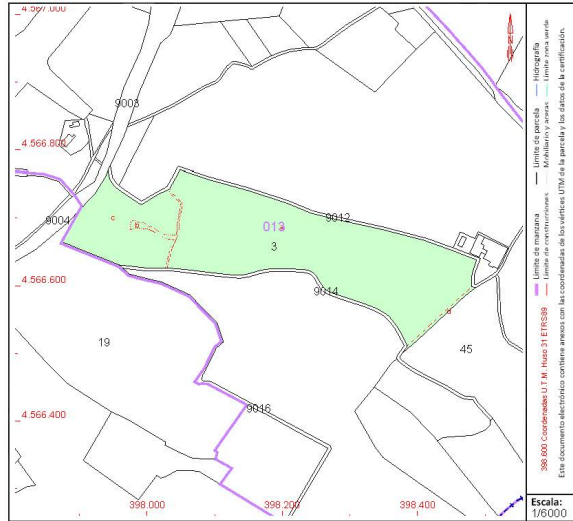 4.567.000
9003
4.566.800
9004
9012
013
c
c
a
3
b
4.566.600
9014
19
45
9016
4.566.400
398.000
398.200
398.400
N
Límite de manzana
Límite de parcela
Hidrografía
398.600 Coordenadas U.T.M. Huso 31 ETRS89
Límite de construcciones
Mobiliario y aceras
Límite zona verde
Este documento electrónico contiene anexos con las coordenadas de los vértices UTM de la parcela y los datos de la certificación.
Escala:
1/6000